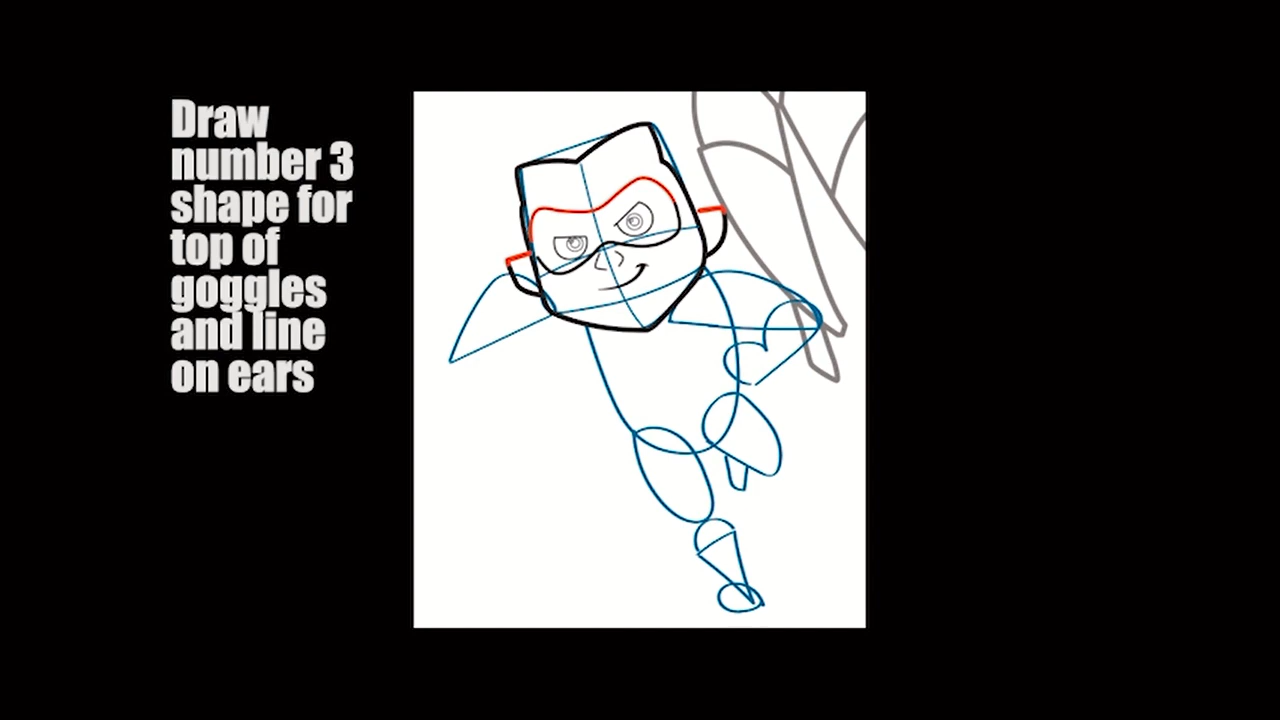 Draw
number 3
shape for
top of
goggles
and line
on ears